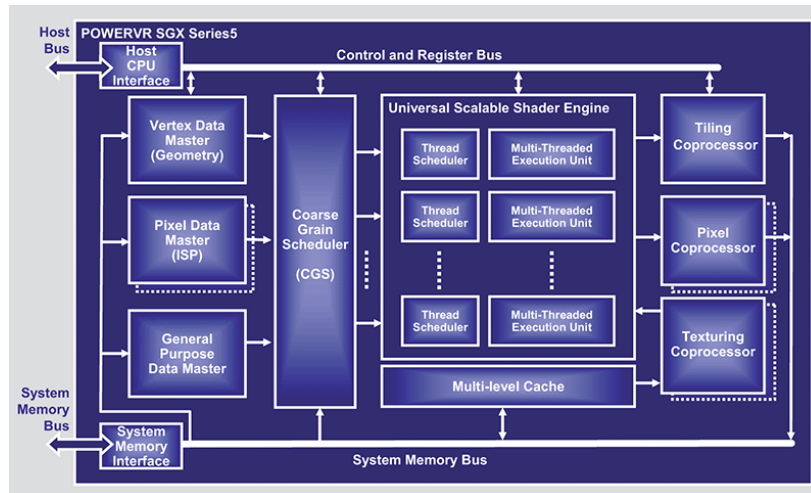 Host
Bus
POWERVR SGX Series5
Host
CPU
Interface
Control and Register Bus
Vertex Data
Master
(Geometry)
Pixel Data
Master
(ISP)
General
Purpose
Data Master
Coarse
Grain
Scheduler
(CGS)
Universal Scalable Shader Engine
Thread
Scheduler
Multi-Threaded
Execution Unit
Thread
Scheduler
Multi-Threaded
Execution Unit
Thread
Scheduler
Multi-Threaded
Execution Unit
Multi-level Cache
Tiling
Coprocessor
Pixel
Coprocessor
Texturing
Coprocessor
System
Memory
Bus
System
Memory
Interface
System Memory Bus